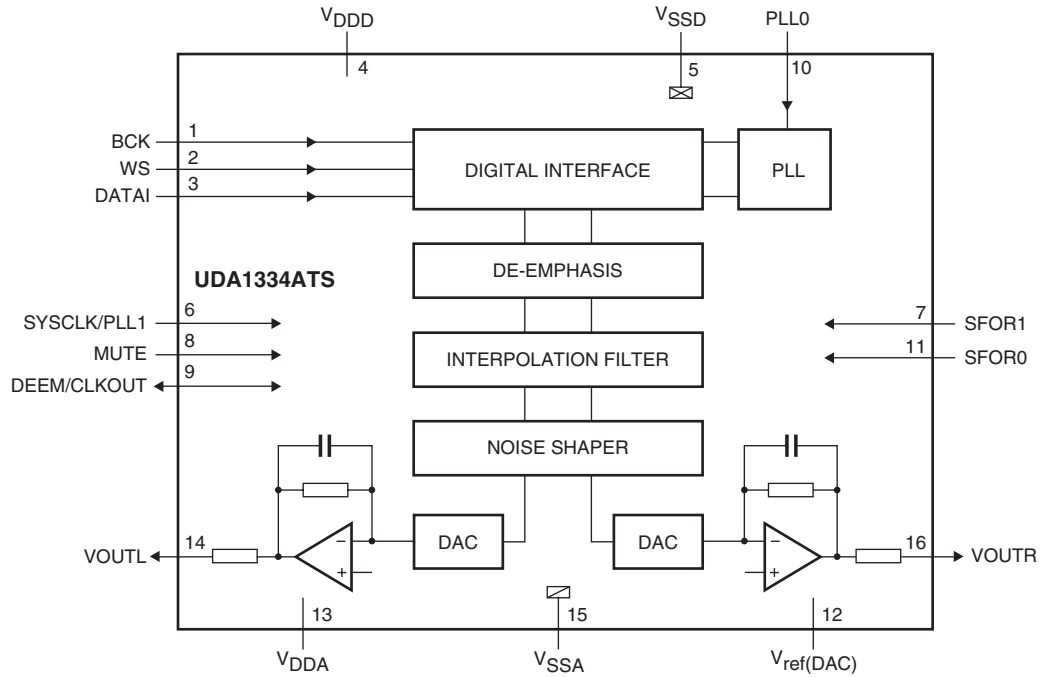 VDDD
VSSD
PLL0
4
5
10
BCK
1
WS
2
DATAI
3
DIGITAL INTERFACE
PLL
DE-EMPHASIS
UDA1334ATS
SYSCLK/PLL1
6
7
SFOR1
MUTE
8
INTERPOLATION FILTER
11
SFOR0
DEEM/CLKOUT
9
NOISE SHAPER
VOUTL
14
−
+
DAC
DAC
−
+
16
VOUTR
13
15
12
VDDA
VSSA
Vref(DAC)